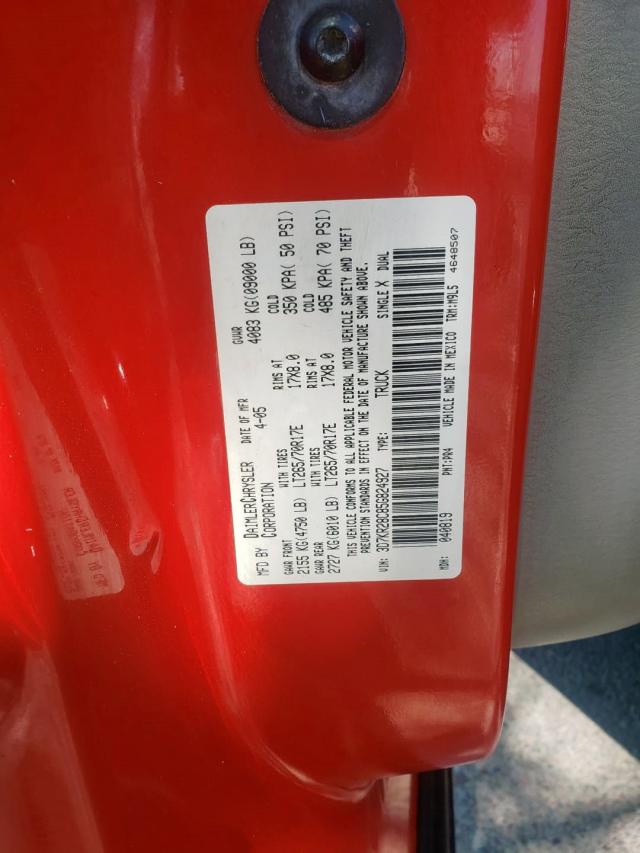 MFD BY DAIMLERCHRYSLER CORPORATION
DATE OF MFR 4-05
GVWR 4083 KG(09000 LB)
GAWR FRONT WITH TIRES RIMS AT COLD
2155 KG(4750 LB) LT265/70R17E 17X8.0 350 KPA( 50 PSI)
GAWR REAR WITH TIRES RIMS AT COLD
2727 KG(6010 LB) LT265/70R17E 17X8.0 485 KPA( 70 PSI)
THIS VEHICLE CONFORMS TO ALL APPLICABLE FEDERAL MOTOR VEHICLE SAFETY AND THEFT
PREVENTION STANDARDS IN EFFECT ON THE DATE OF MANUFACTURE SHOWN ABOVE.
VIN: 3D7KR28C85G824927 TYPE: TRUCK SINGLE X DUAL
MDH: 040819 PNT:PR4 VEHICLE MADE IN MEXICO TRM:M9L5 4648507